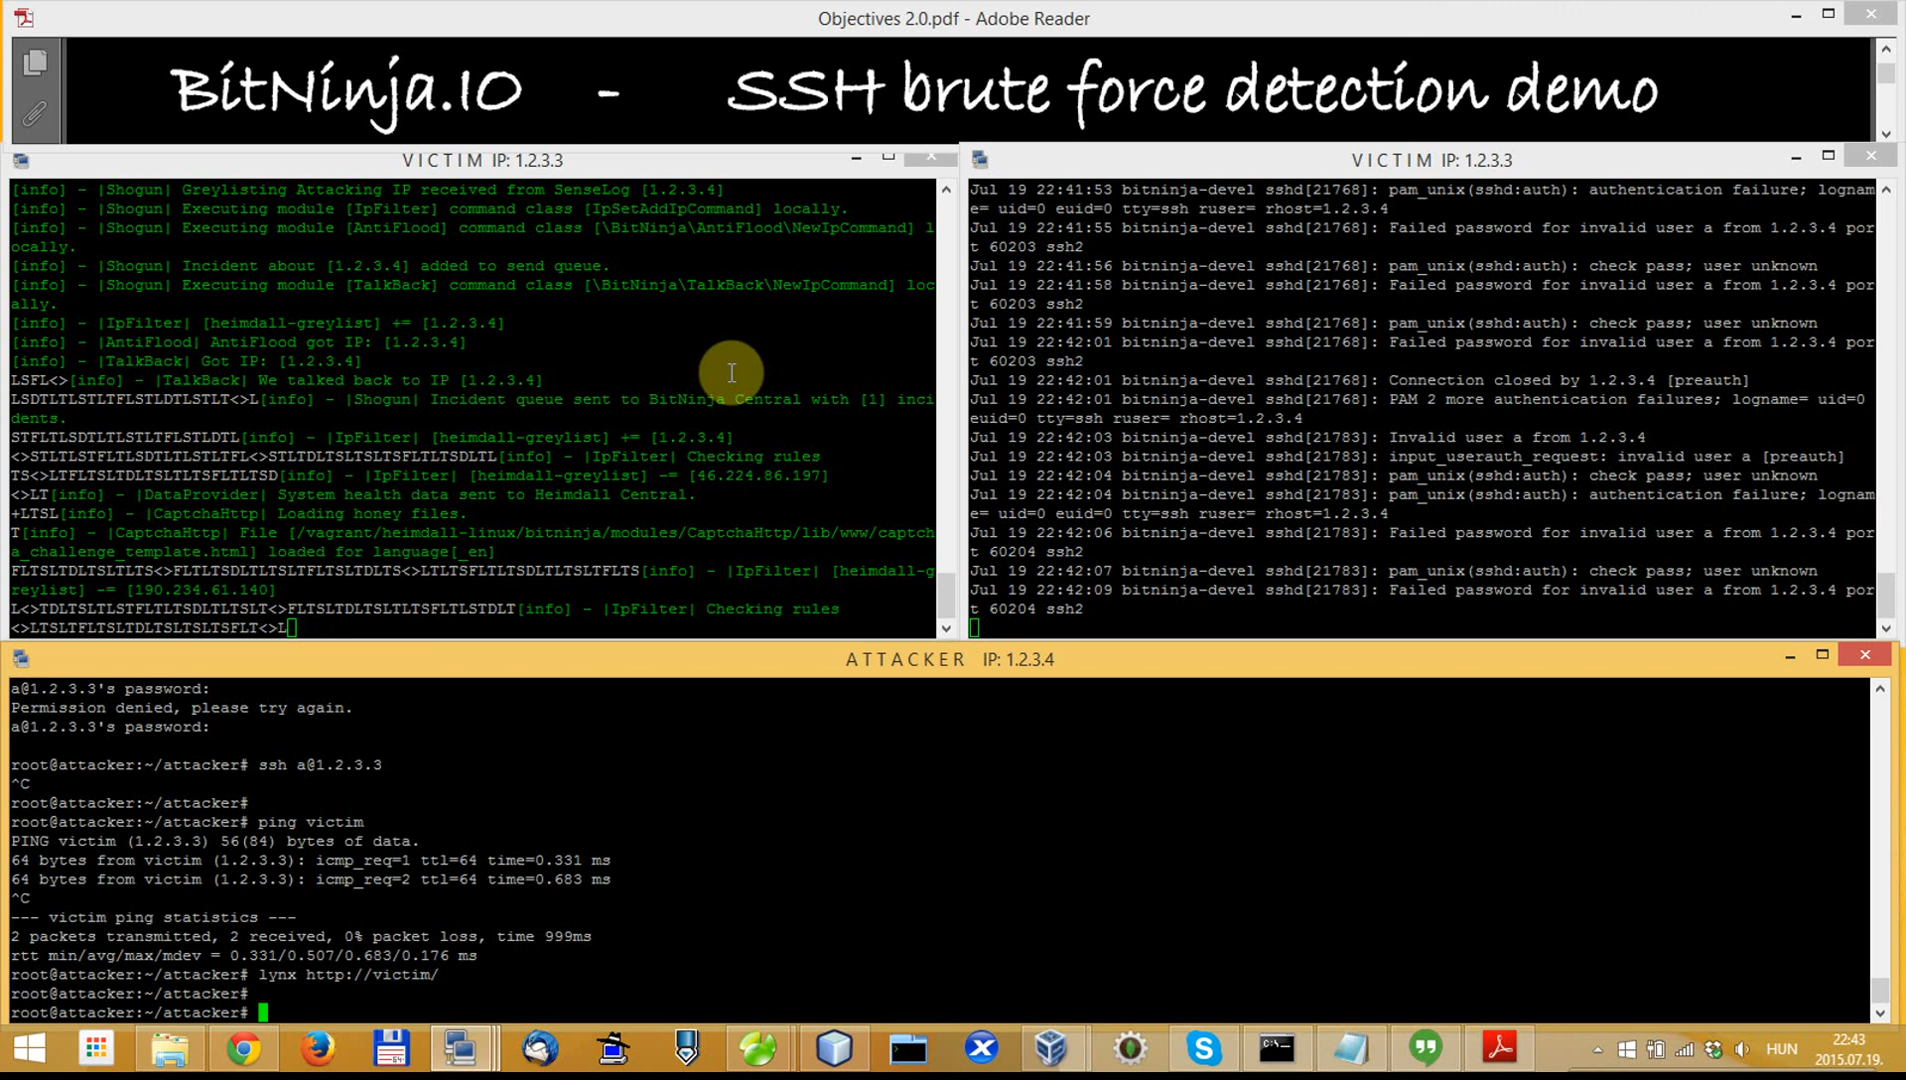 Objectives 2.0.pdf - Adobe Reader
BitNinja.IO - SSH brute force detection demo
V I C T I M IP: 1.2.3.3
[info] - |Shogun| Greylisting Attacking IP received from SenseLog [1.2.3.4]
[info] - |Shogun| Executing module [IpFilter] command class [IpSetAddIpCommand] locally.
[info] - |Shogun| Executing module [AntiFlood] command class [\BitNinja\AntiFlood\NewIpCommand] l
ocally.
[info] - |Shogun| Incident about [1.2.3.4] added to send queue.
[info] - |Shogun| Executing module [TalkBack] command class [\BitNinja\TalkBack\NewIpCommand] loc
ally.
[info] - |IpFilter| [heimdall-greylist] += [1.2.3.4]
[info] - |AntiFlood| AntiFlood got IP: [1.2.3.4]
[info] - |TalkBack| Got IP: [1.2.3.4]
LSFL<>[info] - |TalkBack| We talked back to IP [1.2.3.4]
LSDTLTLSTLTFLSTLDTLSTLT<>L[info] - |Shogun| Incident queue sent to BitNinja Central with [1] inci
dents.
STFLTLSDTLTLSTLTFLSTLDTL[info] - |IpFilter| [heimdall-greylist] += [1.2.3.4]
<>STLTLSTFLTLSDTLTLSTLTFL<>STLTDLTSLTSLTSFLTLTSDLTL[info] - |IpFilter| Checking rules
TS<>LTFLTSLTDLTSLTLTSFLTLTSD[info] - |IpFilter| [heimdall-greylist] -= [46.224.86.197]
<>LT[info] - |DataProvider| System health data sent to Heimdall Central.
+LTSL[info] - |CaptchaHttp| Loading honey files.
T[info] - |CaptchaHttp| File [/vagrant/heimdall-linux/bitninja/modules/CaptchaHttp/lib/www/captch
a_challenge_template.html] loaded for language[_en]
FLTSLTDLTSLTLTS<>FLTLTSDLTLTSLTFLTSLTDLTS<>LTLTSFLTLTSDLTLTSLTFLTS[info] - |IpFilter| [heimdall-g
reylist] -= [190.234.61.140]
L<>TDLTSLTLSTFLTLTSDLTLTSLT<>FLTSLTDLTSLTLTSFLTLSTDLT[info] - |IpFilter| Checking rules
<>LTSLTFLTSLTDLTSLTSLTSFLT<>L
V I C T I M IP: 1.2.3.3
Jul 19 22:41:53 bitninja-devel sshd[21768]: pam_unix(sshd:auth): authentication failure; lognam
e= uid=0 euid=0 tty=ssh ruser= rhost=1.2.3.4
Jul 19 22:41:55 bitninja-devel sshd[21768]: Failed password for invalid user a from 1.2.3.4 por
t 60203 ssh2
Jul 19 22:41:56 bitninja-devel sshd[21768]: pam_unix(sshd:auth): check pass; user unknown
Jul 19 22:41:58 bitninja-devel sshd[21768]: Failed password for invalid user a from 1.2.3.4 por
t 60203 ssh2
Jul 19 22:41:59 bitninja-devel sshd[21768]: pam_unix(sshd:auth): check pass; user unknown
Jul 19 22:42:01 bitninja-devel sshd[21768]: Failed password for invalid user a from 1.2.3.4 por
t 60203 ssh2
Jul 19 22:42:01 bitninja-devel sshd[21768]: Connection closed by 1.2.3.4 [preauth]
Jul 19 22:42:01 bitninja-devel sshd[21768]: PAM 2 more authentication failures; logname= uid=0
euid=0 tty=ssh ruser= rhost=1.2.3.4
Jul 19 22:42:03 bitninja-devel sshd[21783]: Invalid user a from 1.2.3.4
Jul 19 22:42:03 bitninja-devel sshd[21783]: input_userauth_request: invalid user a [preauth]
Jul 19 22:42:04 bitninja-devel sshd[21783]: pam_unix(sshd:auth): check pass; user unknown
Jul 19 22:42:04 bitninja-devel sshd[21783]: pam_unix(sshd:auth): authentication failure; lognam
e= uid=0 euid=0 tty=ssh ruser= rhost=1.2.3.4
Jul 19 22:42:06 bitninja-devel sshd[21783]: Failed password for invalid user a from 1.2.3.4 por
t 60204 ssh2
Jul 19 22:42:07 bitninja-devel sshd[21783]: pam_unix(sshd:auth): check pass; user unknown
Jul 19 22:42:09 bitninja-devel sshd[21783]: Failed password for invalid user a from 1.2.3.4 por
t 60204 ssh2
A T T A C K E R IP: 1.2.3.4
a@1.2.3.3's password:
Permission denied, please try again.
a@1.2.3.3's password:
root@attacker:~/attacker# ssh a@1.2.3.3
^C
root@attacker:~/attacker#
root@attacker:~/attacker# ping victim
PING victim (1.2.3.3) 56(84) bytes of data.
64 bytes from victim (1.2.3.3): icmp_req=1 ttl=64 time=0.331 ms
64 bytes from victim (1.2.3.3): icmp_req=2 ttl=64 time=0.683 ms
^C
--- victim ping statistics ---
2 packets transmitted, 2 received, 0% packet loss, time 999ms
rtt min/avg/max/mdev = 0.331/0.507/0.683/0.176 ms
root@attacker:~/attacker# lynx http://victim/
root@attacker:~/attacker#
root@attacker:~/attacker#
HUN
22:43
2015.07.19.